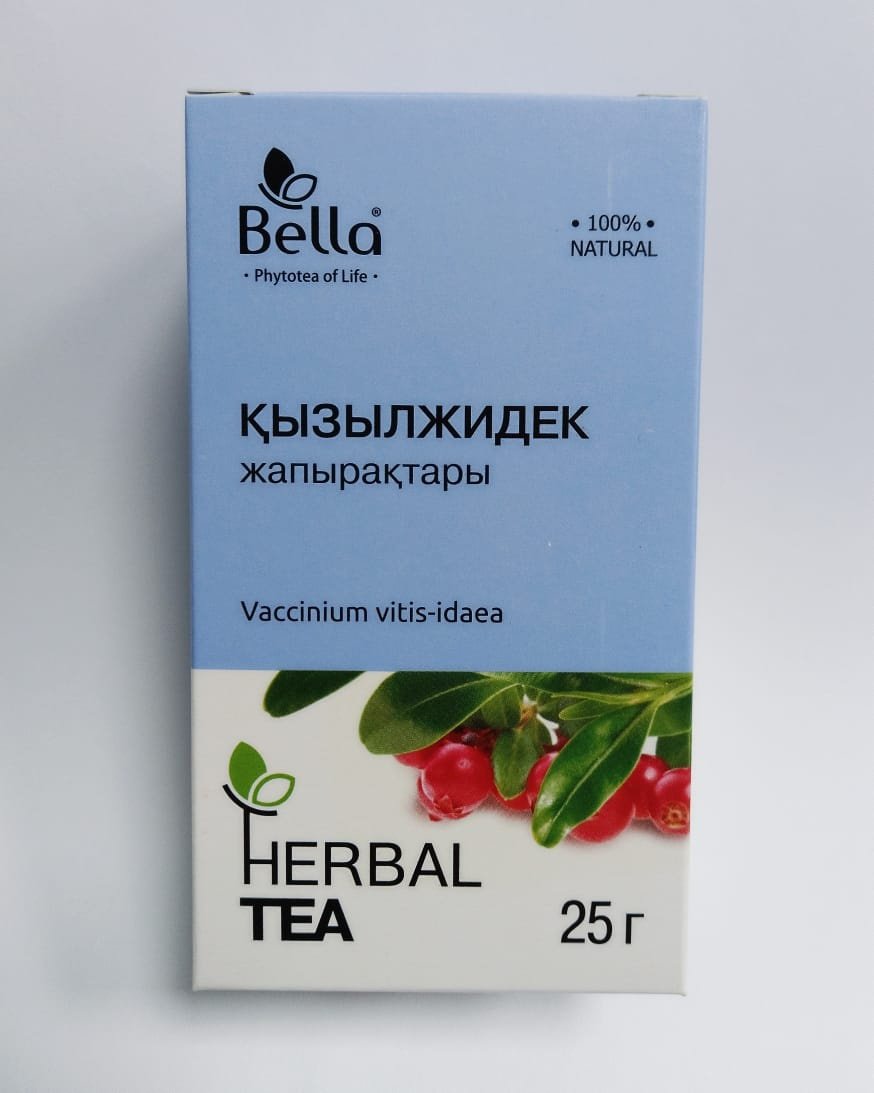 Bella®
• Phytotea of Life •
• 100% •
NATURAL
ҚЫЗЫЛЖИДЕК
жапырақтары
Vaccinium vitis-idaea
HERBAL
TEA
25 г